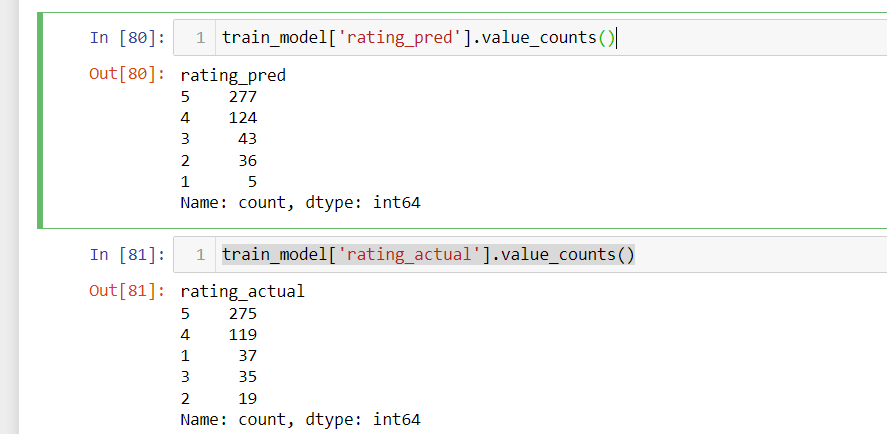 In [80]: 1 train_model['rating_pred'].value_counts()
Out[80]: rating_pred
5 277
4 124
3 43
2 36
1 5
Name: count, dtype: int64
In [81]: 1 train_model['rating_actual'].value_counts()
Out[81]: rating_actual
5 275
4 119
1 37
3 35
2 19
Name: count, dtype: int64